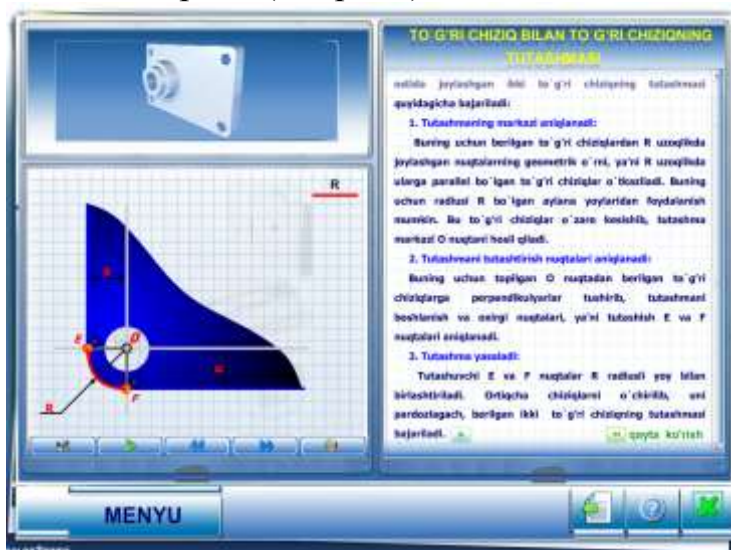 TO G'RI CHIZIQ BILAN TO G'RI CHIZIQNING
TUTASHMASI
ustida joylashgan ikki to`g'ri chiziqning tutashmasi
quyidagicha bajariladi:
1. Tutashmaning markazi aniqlanadi:
Buning uchun berilgan to`g'ri chiziqlardan R uzoqlikda
joylashgan nuqtalarning geometrik o`rni, ya'ni R uzoqlikda
ularga parallel bo`lgan to`g'ri chiziqlar o`tkaziladi. Buning
uchun radiusi R bo`lgan aylana yoylaridan foydalanish
mumkin. Bu to`g'ri chiziqlar o`zaro kesishib, tutashma
markazi O nuqtani hosil qiladi.
2. Tutashmani tutashtirish nuqtalari aniqlanadi:
Buning uchun topilgan O nuqtadan berilgan to`g'ri
chiziqlarga perpendikulyarlar tushirib, tutashmani
boshlanish va oxirgi nuqtalari, ya'ni tutashish E va F
nuqtalari aniqlanadi.
3. Tutashma yasaladi:
Tutashuvchi E va F nuqtalar R radiusli yoy bilan
birlashtiriladi. Ortiqcha chiziqlarni o`chirilib, uni
pardozlagach, berilgan ikki to`g'ri chiziqning tutashmasi
bajariladi.
qayta ko'rish
R
R
E
O
R
F
R
MENYU